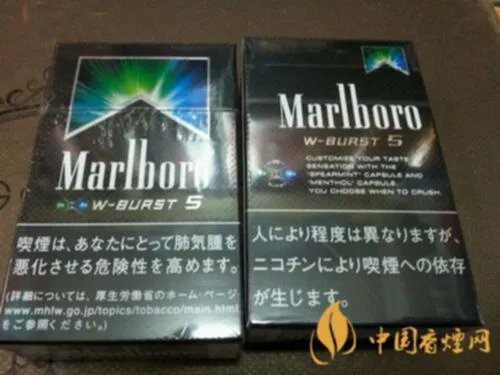 Marlboro
W-BURST 5
喫煙は、あなたにとって肺気腫を
悪化させる危険性を高めます。
(詳細については、厚生労働省のホーム・ページ
www.mhlw.go.jp/topics/tobacco/main.html
をご参照ください。)
Marlboro
W-BURST 5
CUSTOMIZE YOUR TASTE
SENSATION WITH THE
"SPEARMINT" CAPSULE AND
"MENTHOL" CAPSULE.
YOU CHOOSE WHEN TO CRUSH.
人により程度は異なりますが、
ニコチンにより喫煙への依存
が生じます。
中国香烟网